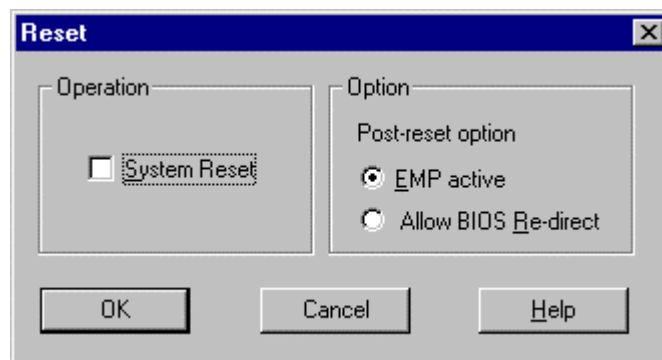 Reset
Operation
System Reset
Option
Post-reset option
EMP active
Allow BIOS Re-direct
OK
Cancel
Help